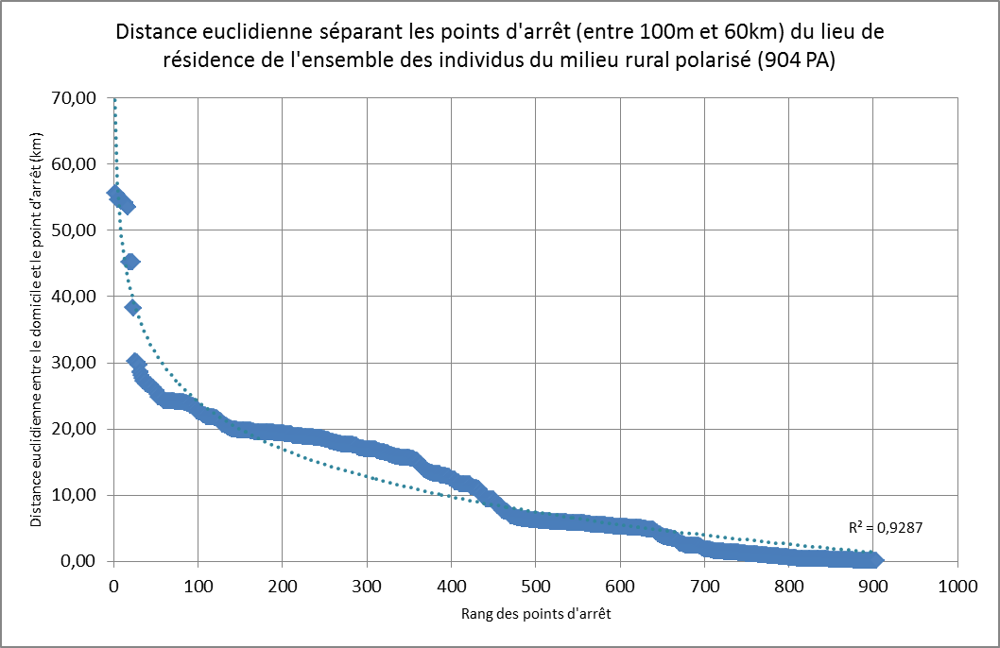 Distance euclidienne séparant les points d'arrêt (entre 100m et 60km) du lieu de
résidence de l'ensemble des individus du milieu rural polarisé (904 PA)
Distance euclidienne entre le domicile et le point d'arrêt (km)
70,00
60,00
50,00
40,00
30,00
20,00
10,00
0,00
R² = 0,9287
0 100 200 300 400 500 600 700 800 900 1000
Rang des points d'arrêt